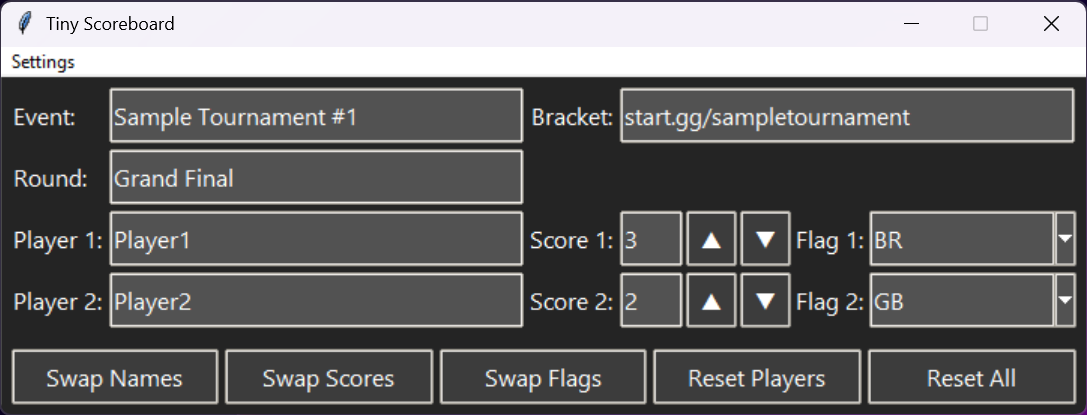 Tiny Scoreboard
Settings
Event: Sample Tournament #1 Bracket: start.gg/sampletournament
Round: Grand Final
Player 1: Player1 Score 1: 3 ▲ ▼ Flag 1: BR
Player 2: Player2 Score 2: 2 ▲ ▼ Flag 2: GB
Swap Names Swap Scores Swap Flags Reset Players Reset All